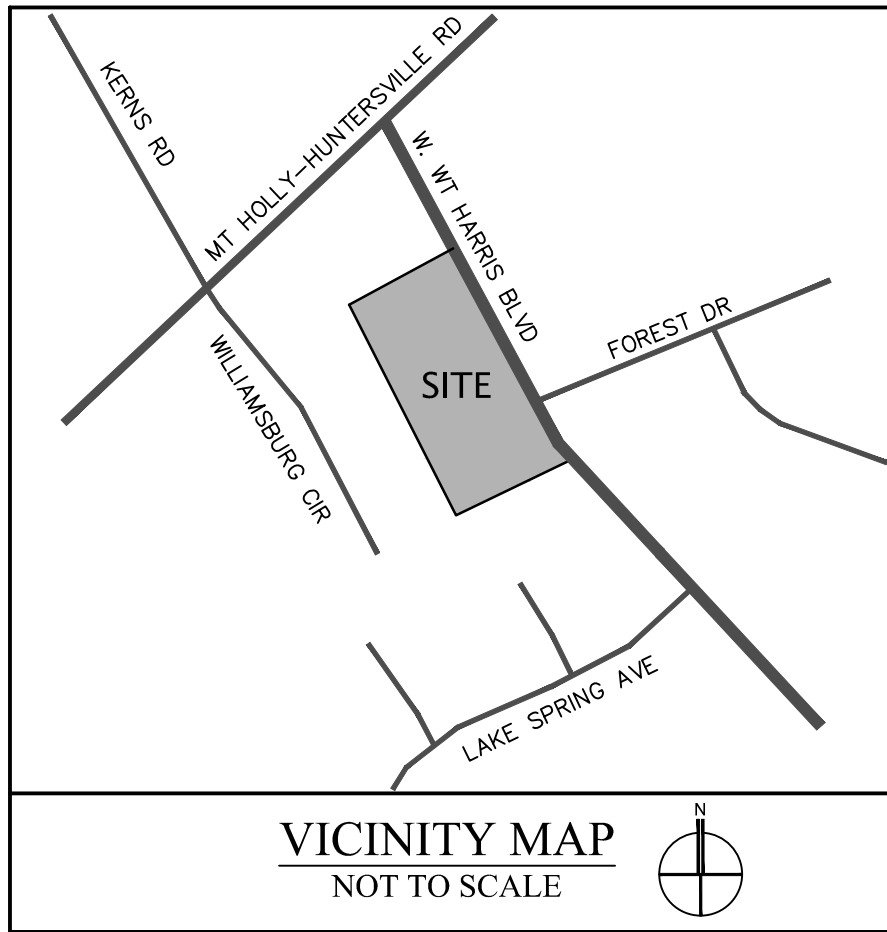 KERNS RD
MT HOLLY-HUNTERSVILLE RD
W. WT HARRIS BLVD
FOREST DR
WILLIAMSBURG CIR
SITE
LAKE SPRING AVE
VICINITY MAP
NOT TO SCALE
N